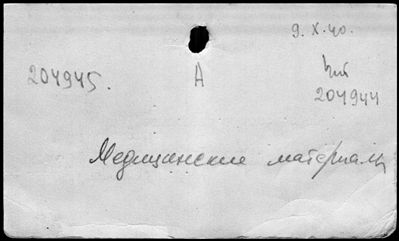 9. X. 40.
204945. A
204944
Медицинские материалы